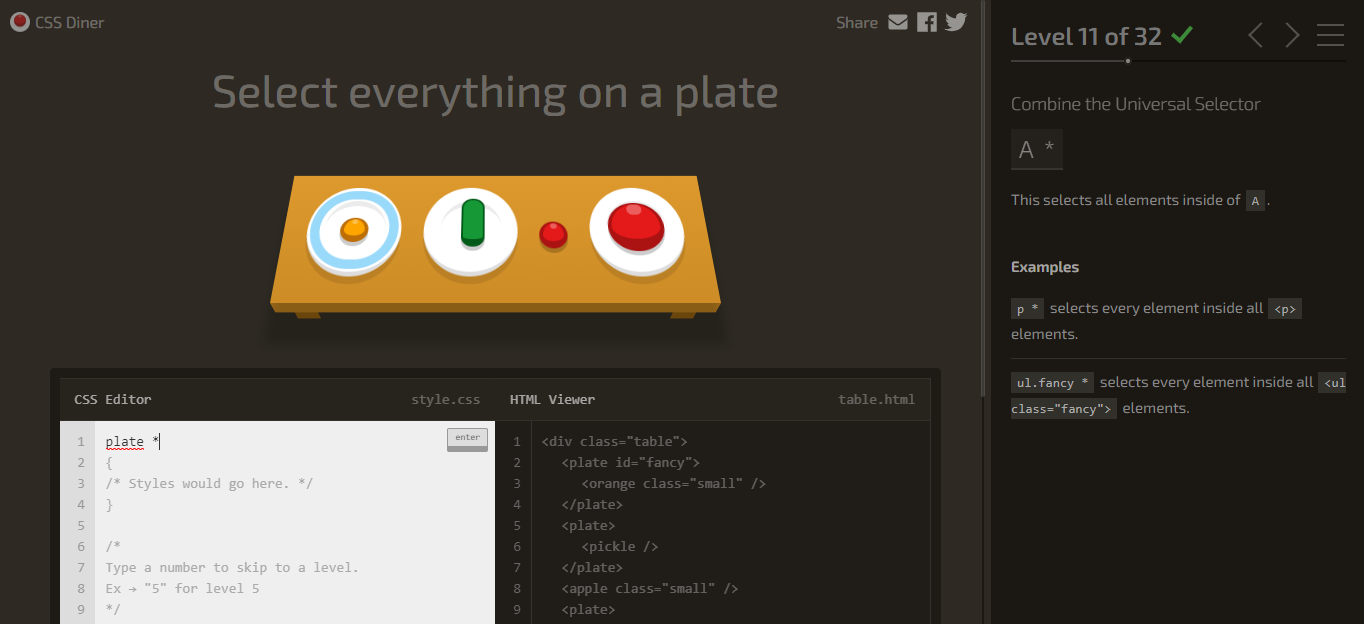 CSS Diner
Share
Select everything on a plate
CSS Editor
style.css
HTML Viewer
table.html
1
2
3
4
5
6
7
8
9
plate *
{
/* Styles would go here. */
}
/*
Type a number to skip to a level.
Ex → "5" for level 5
*/
enter
1
2
3
4
5
6
7
8
9
<div class="table">
<plate id="fancy">
<orange class="small" />
</plate>
<plate>
<pickle />
</plate>
<apple class="small" />
<plate>
Level 11 of 32
Combine the Universal Selector
A *
This selects all elements inside of A .
Examples
p * selects every element inside all <p>
elements.
ul.fancy * selects every element inside all <ul
class="fancy"> elements.